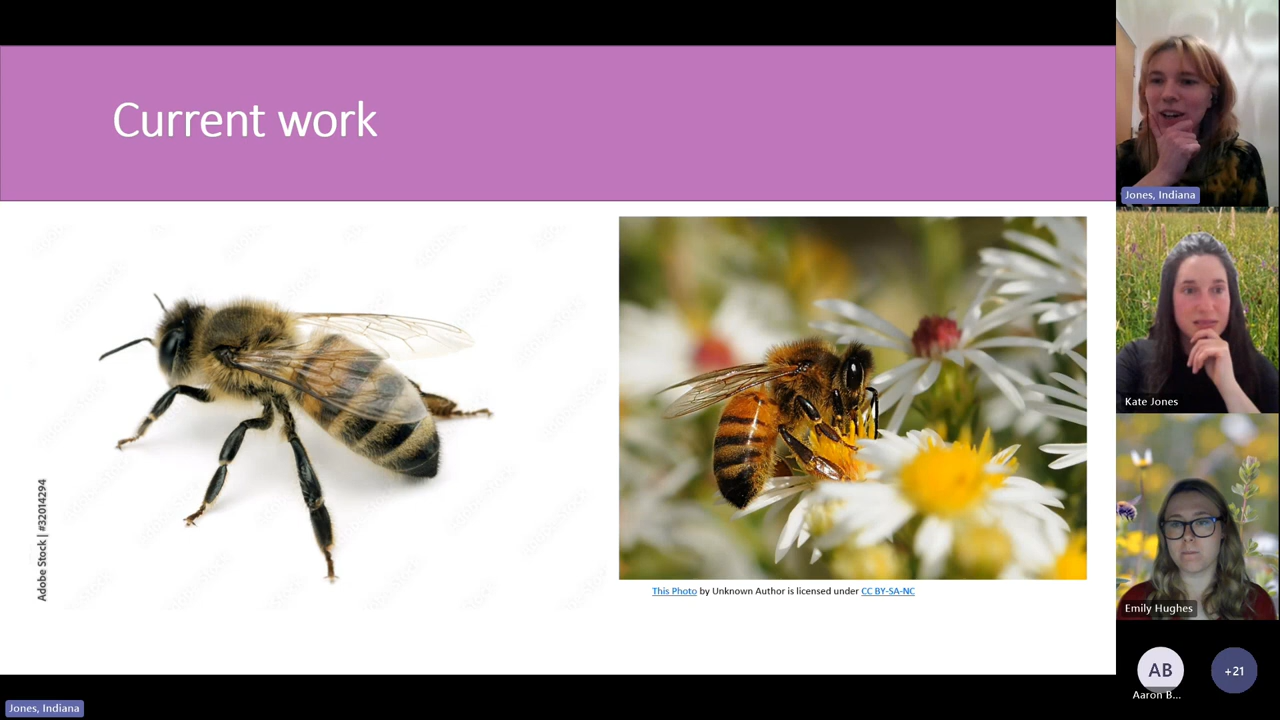 Current work
Adobe Stock | #32014294
This Photo by Unknown Author is licensed under CC BY-SA-NC
Jones, Indiana
Kate Jones
Emily Hughes
AB
Aaron B...
+21
Jones, Indiana